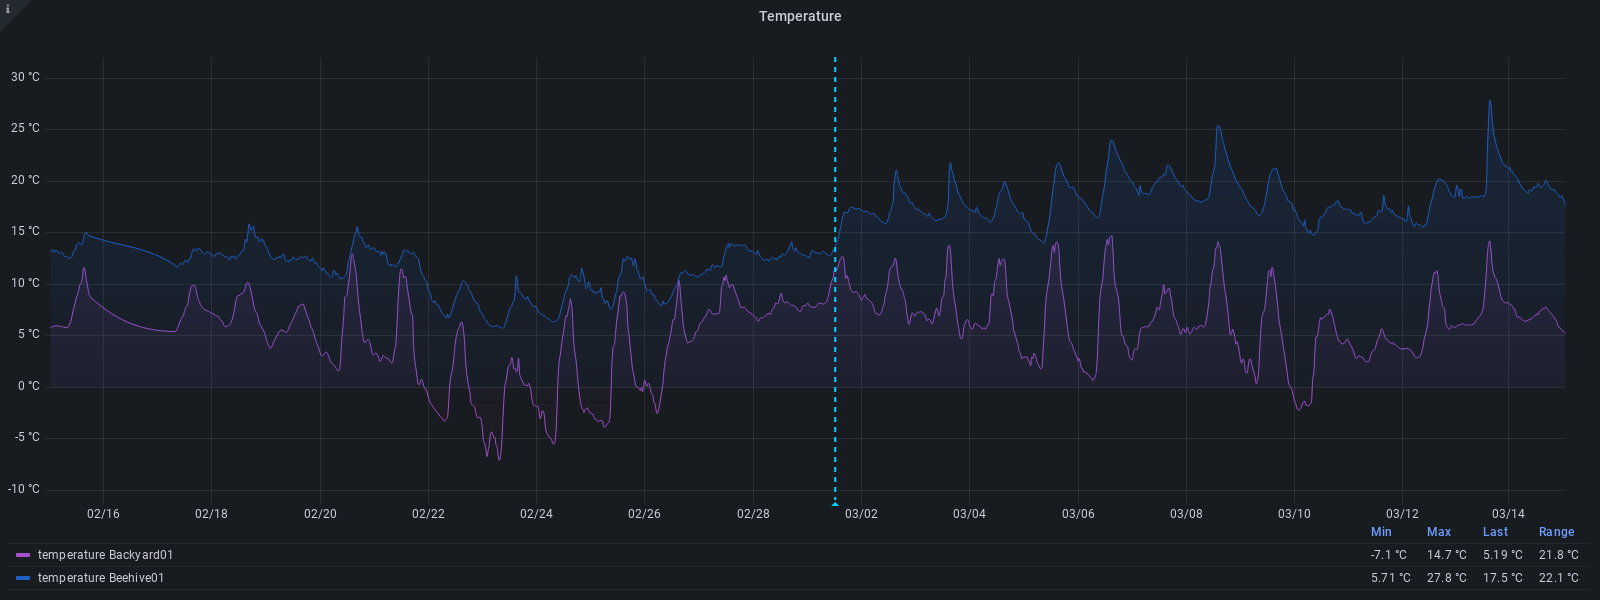 i
Temperature
30 °C
25 °C
20 °C
15 °C
10 °C
5 °C
0 °C
-5 °C
-10 °C
02/16 02/18 02/20 02/22 02/24 02/26 02/28 03/02 03/04 03/06 03/08 03/10 03/12 03/14
Min Max Last Range
temperature Backyard01 -7.1 °C 14.7 °C 5.19 °C 21.8 °C
temperature Beehive01 5.71 °C 27.8 °C 17.5 °C 22.1 °C